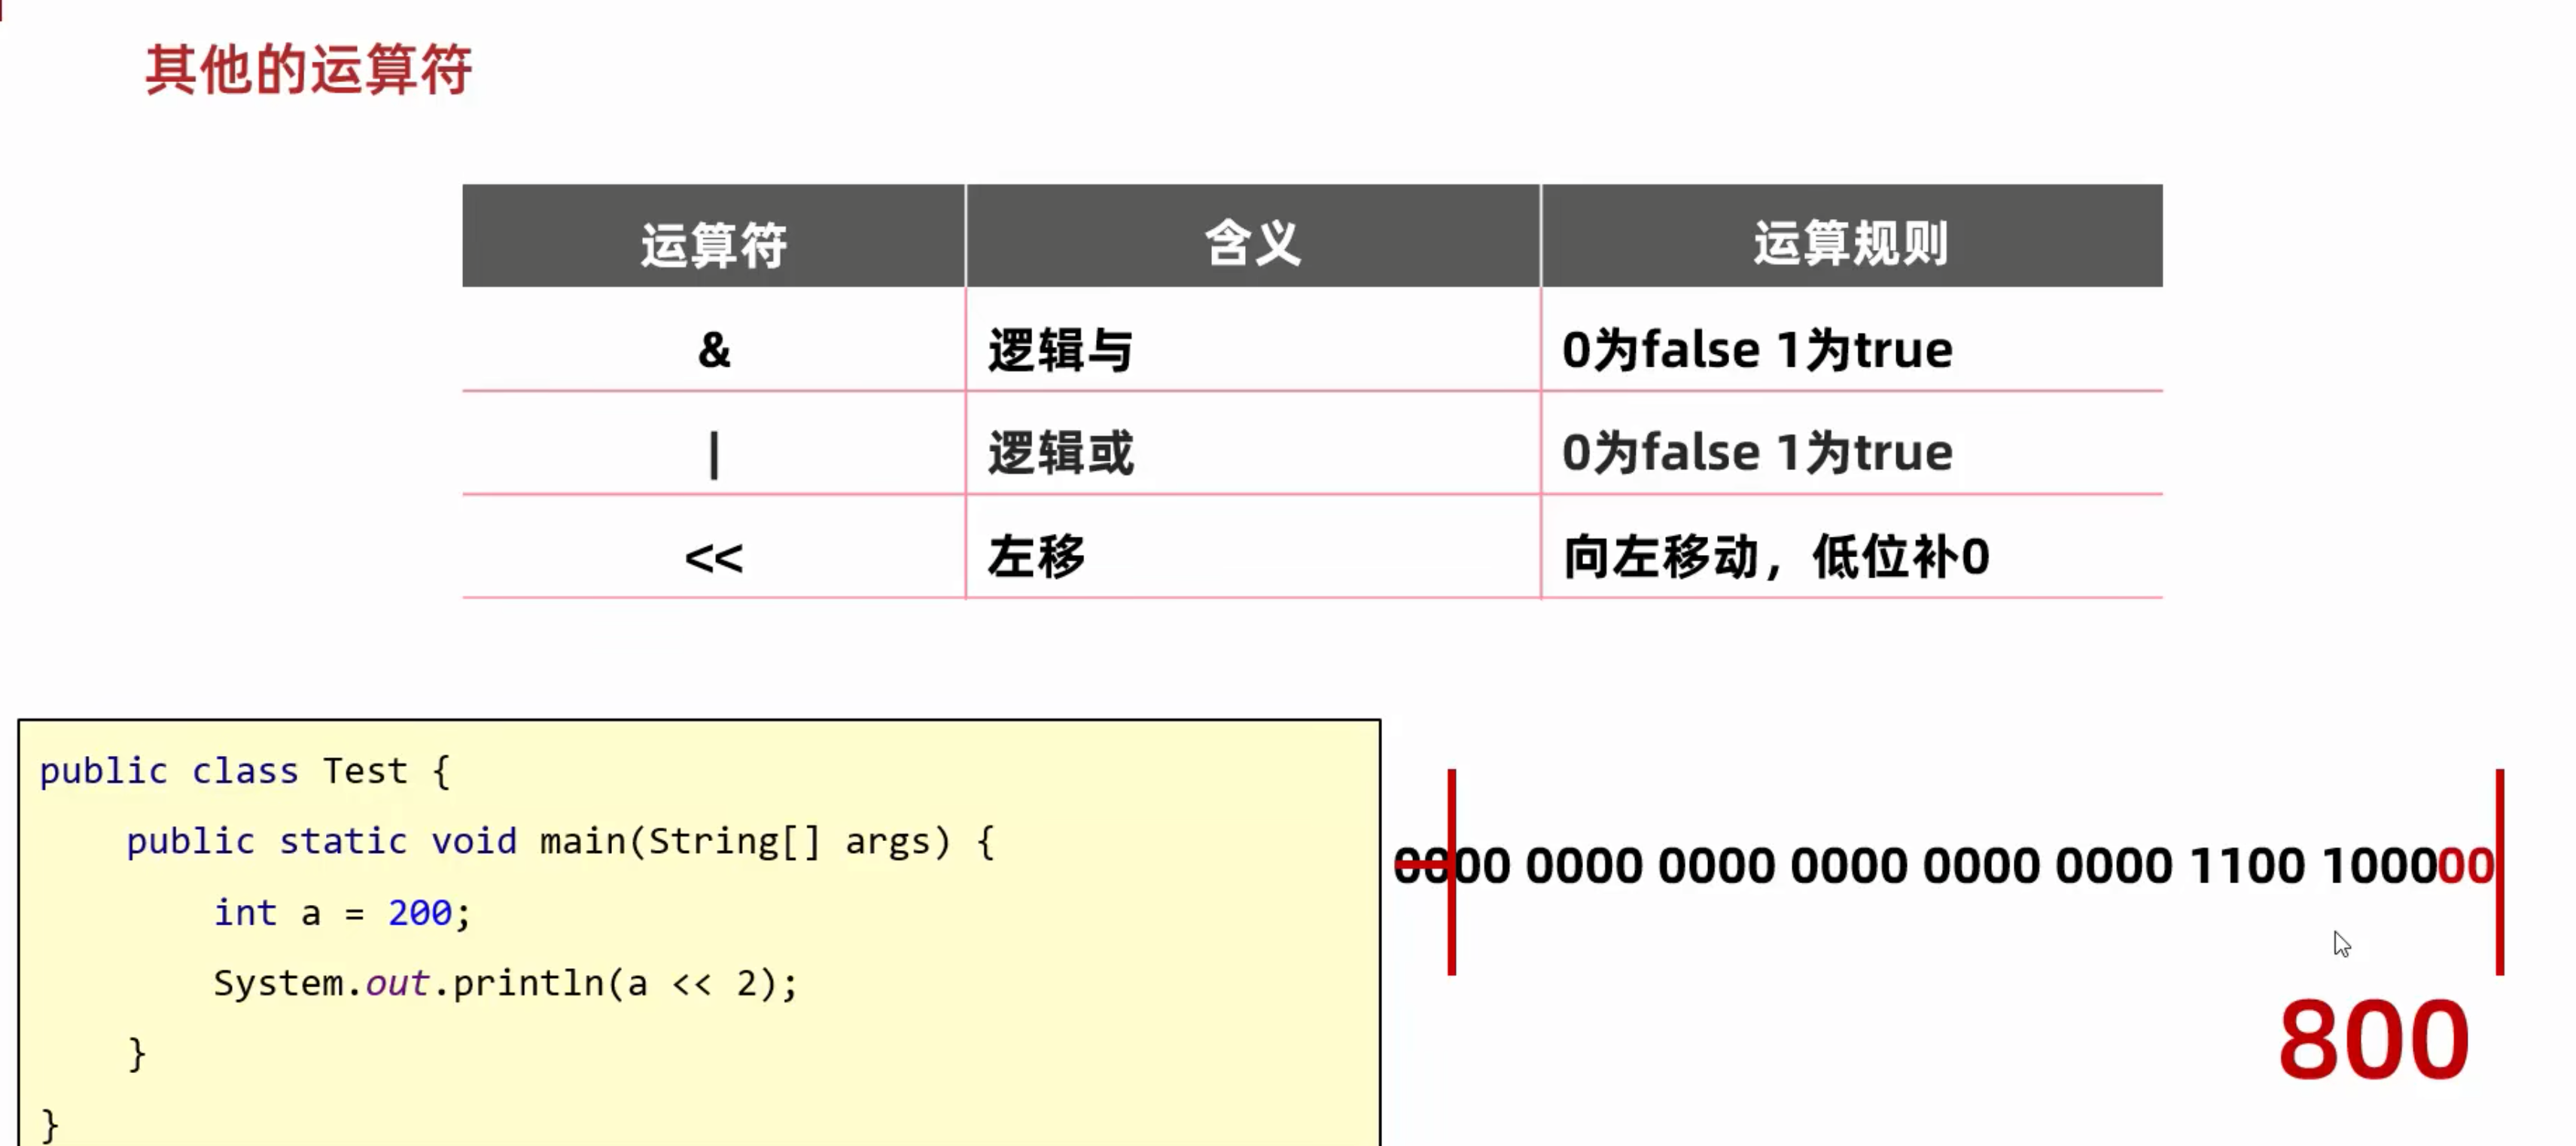 其他的运算符
运算符 含义 运算规则
& 逻辑与 0为false 1为true
| 逻辑或 0为false 1为true
<< 左移 向左移动，低位补0
public class Test {
    public static void main(String[] args) {
        int a = 200;
        System.out.println(a << 2);
    }
}
0000 0000 0000 0000 0000 0000 1100 100000
800